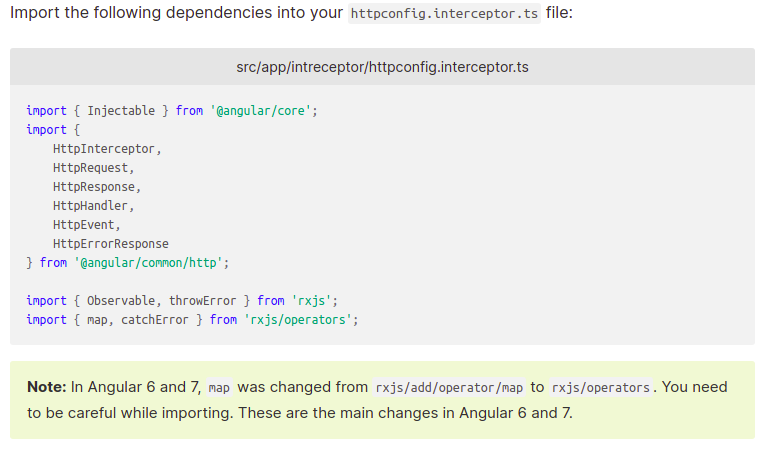 Import the following dependencies into your httpconfig.interceptor.ts file:
src/app/intreceptor/httpconfig.interceptor.ts
import { Injectable } from '@angular/core';
import {
    HttpInterceptor,
    HttpRequest,
    HttpResponse,
    HttpHandler,
    HttpEvent,
    HttpErrorResponse
} from '@angular/common/http';

import { Observable, throwError } from 'rxjs';
import { map, catchError } from 'rxjs/operators';
Note: In Angular 6 and 7, map was changed from rxjs/add/operator/map to rxjs/operators. You need
to be careful while importing. These are the main changes in Angular 6 and 7.